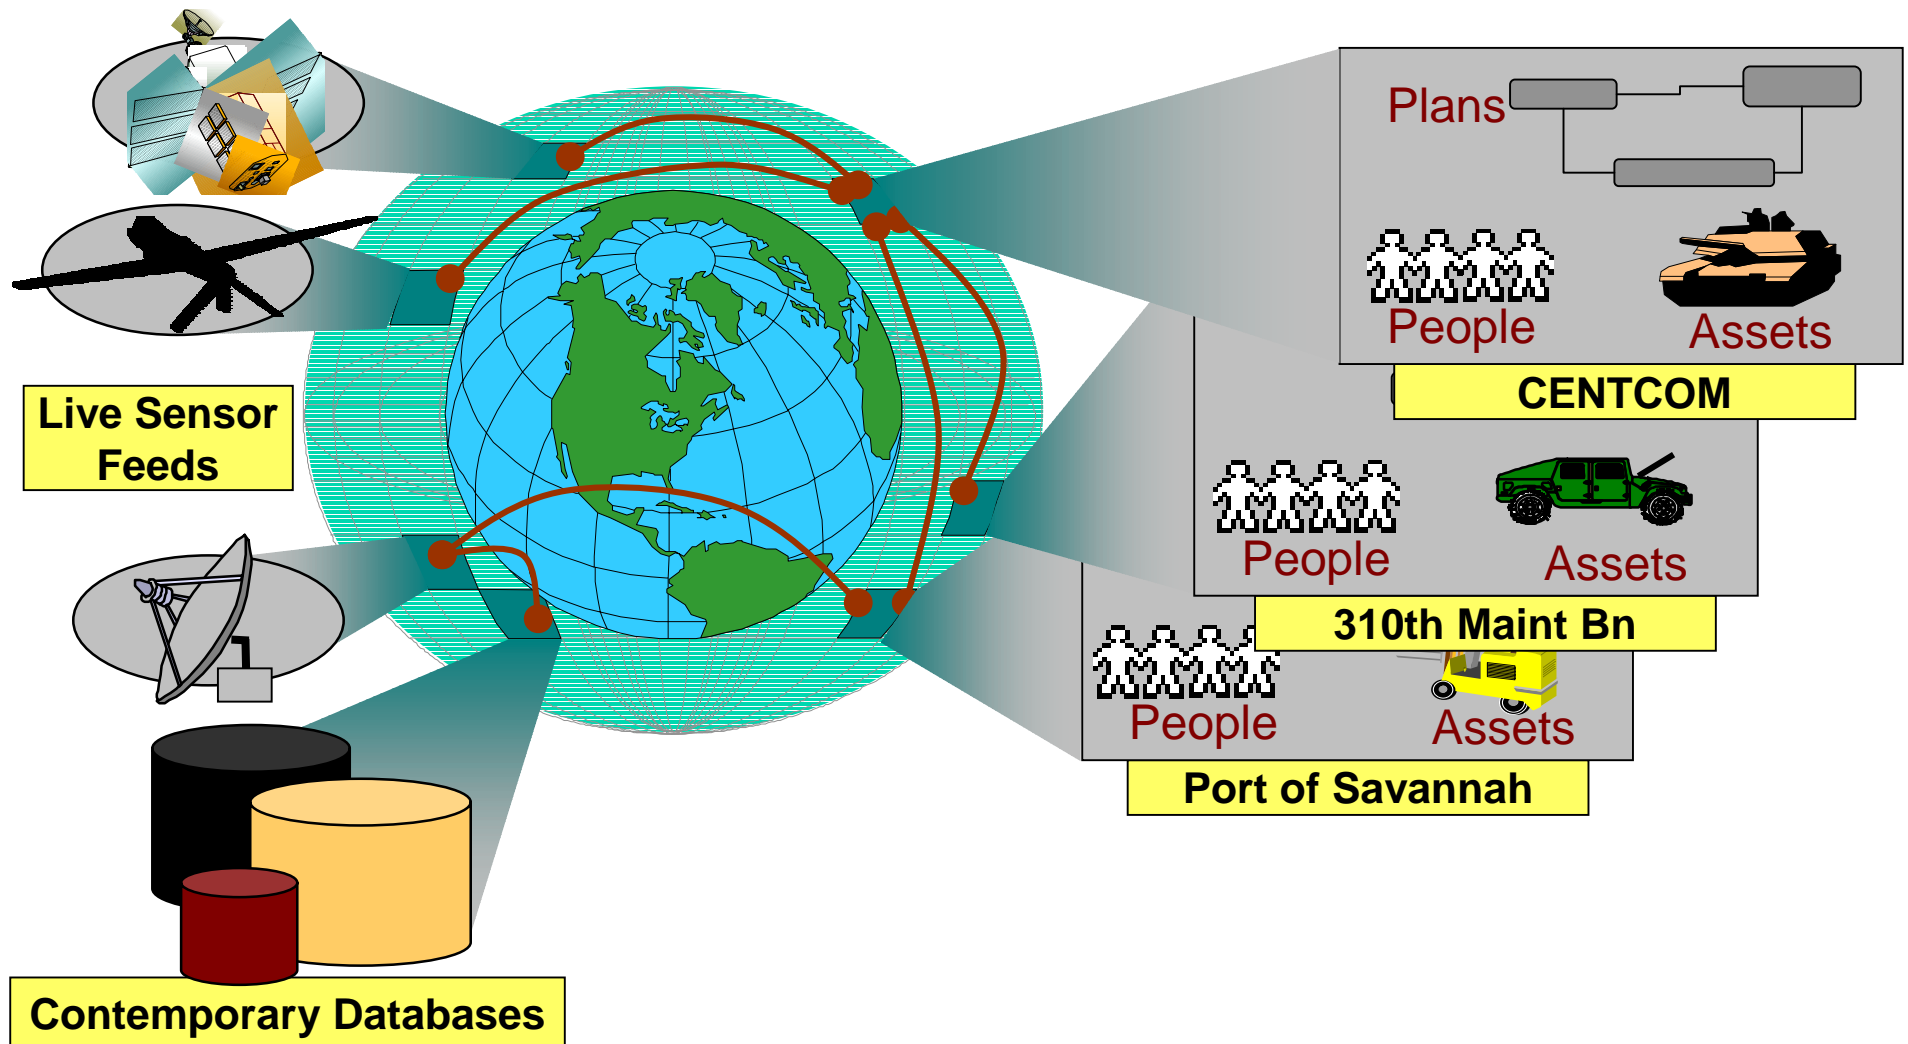 Plans
People
Assets
CENTCOM
Live Sensor
Feeds
People
Assets
310th Maint Bn
People
Assets
Port of Savannah
Contemporary Databases